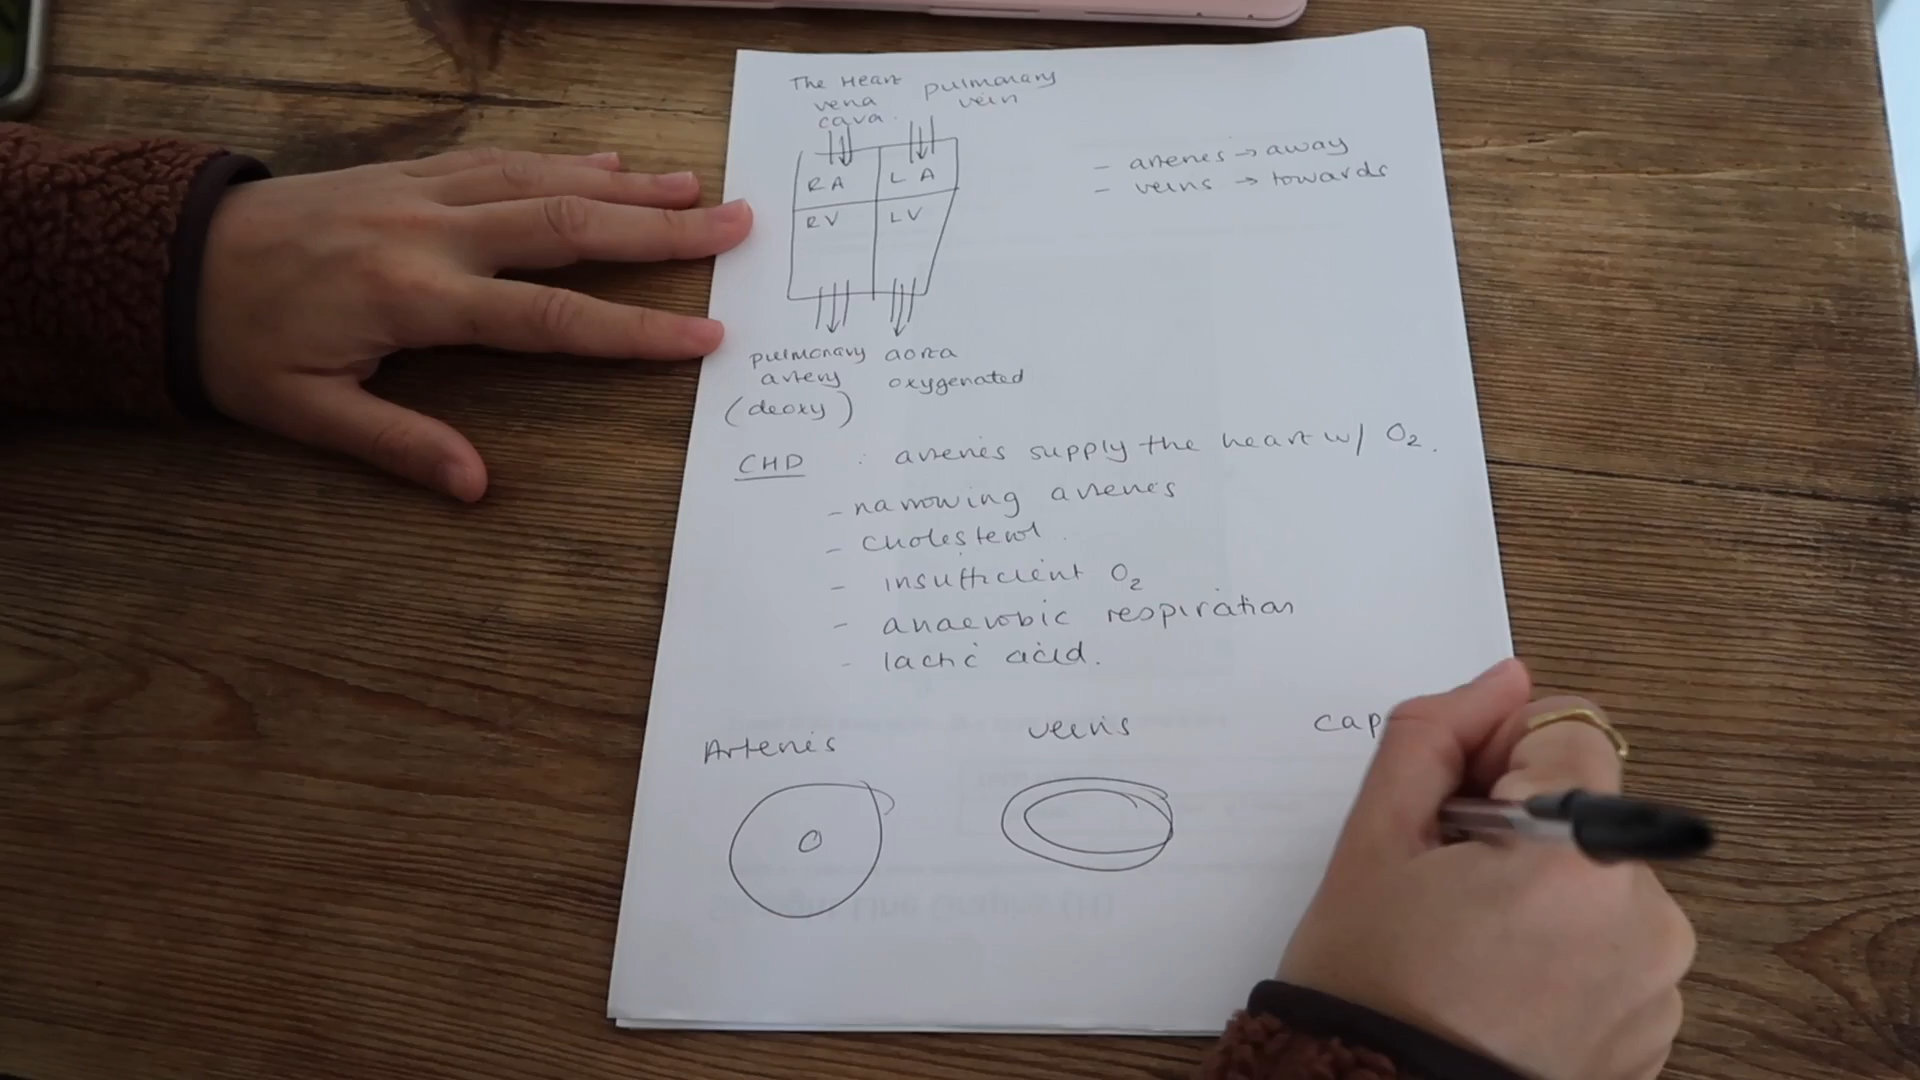 The Heart
vena
cava.
pulmonary
vein
RA
LA
RV
LV
pulmonary
artery
(deoxy)
aorta
oxygenated
- arteries → away
- veins → towards
CHD : arteries supply the heart w/ O2.
- narrowing arteries
- cholesterol
- insufficient O2
- anaerobic respiration
- lactic acid.
Arteries
veins
cap